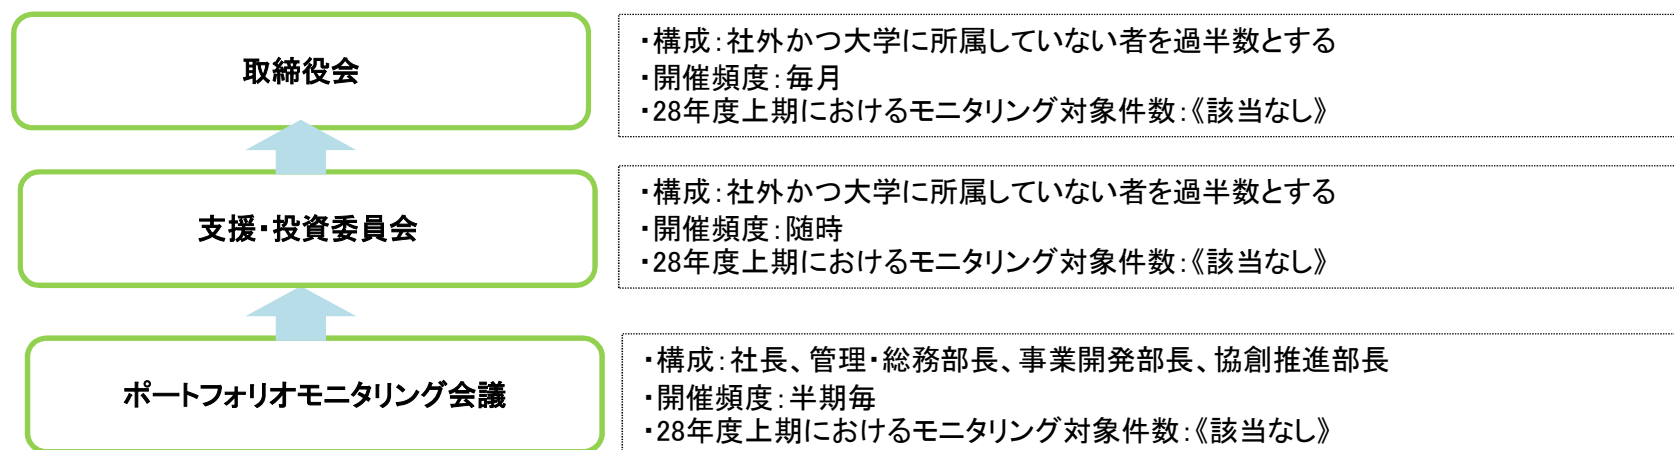 取締役会
・構成：社外かつ大学に所属していない者を過半数とする
・開催頻度：毎月
・28年度上期におけるモニタリング対象件数：《該当なし》
支援・投資委員会
・構成：社外かつ大学に所属していない者を過半数とする
・開催頻度：随時
・28年度上期におけるモニタリング対象件数：《該当なし》
ポートフォリオモニタリング会議
・構成：社長、管理・総務部長、事業開発部長、協創推進部長
・開催頻度：半期毎
・28年度上期におけるモニタリング対象件数：《該当なし》